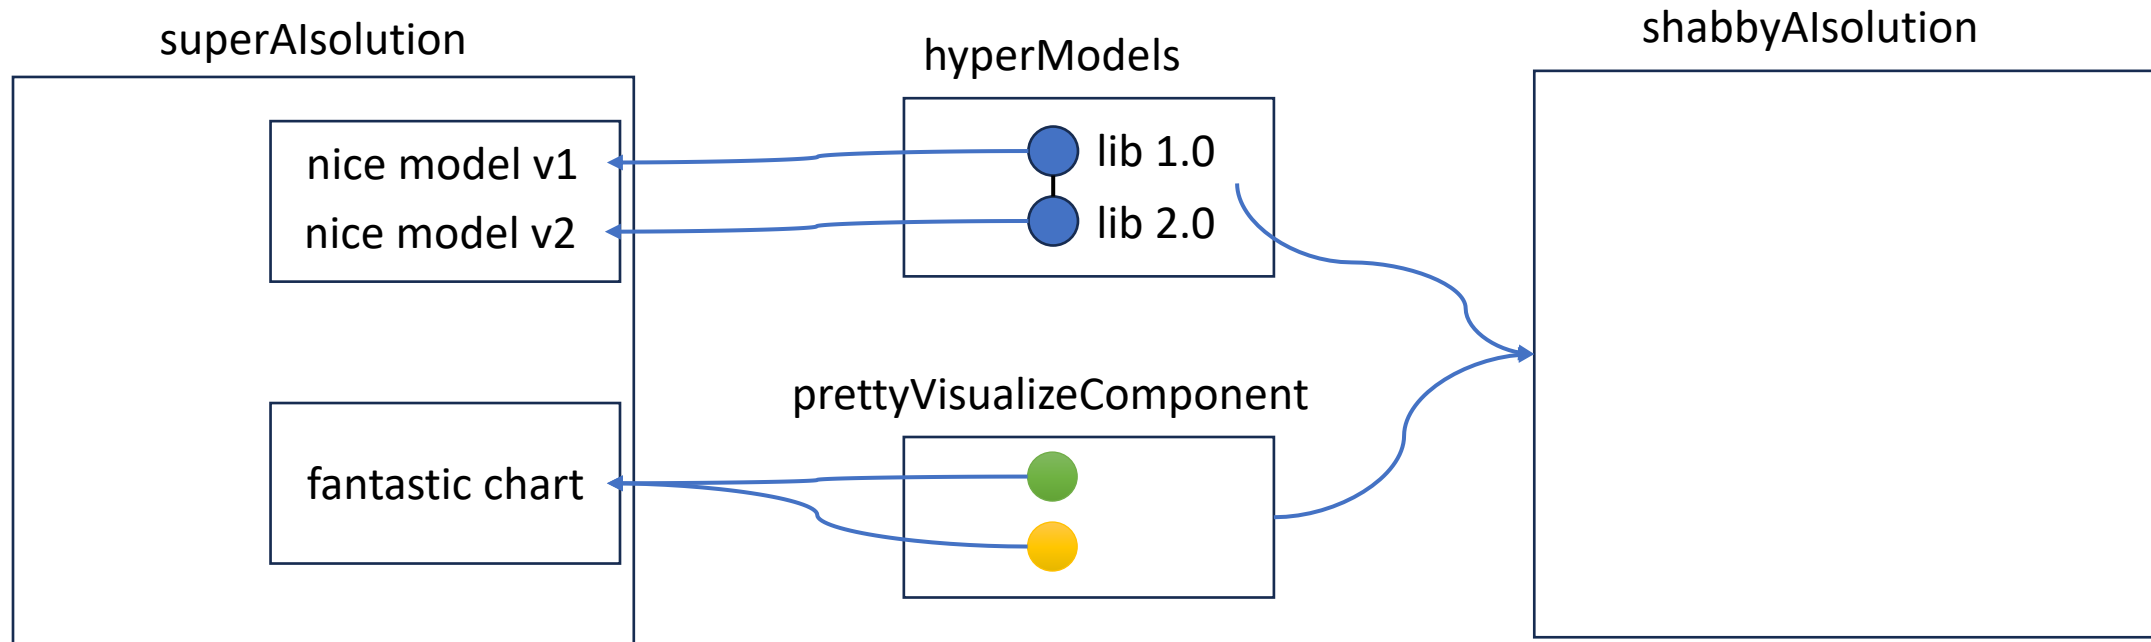 superAIsolution
hyperModels
shabbyAIsolution
nice model v1
nice model v2
lib 1.0
lib 2.0
prettyVisualizeComponent
fantastic chart